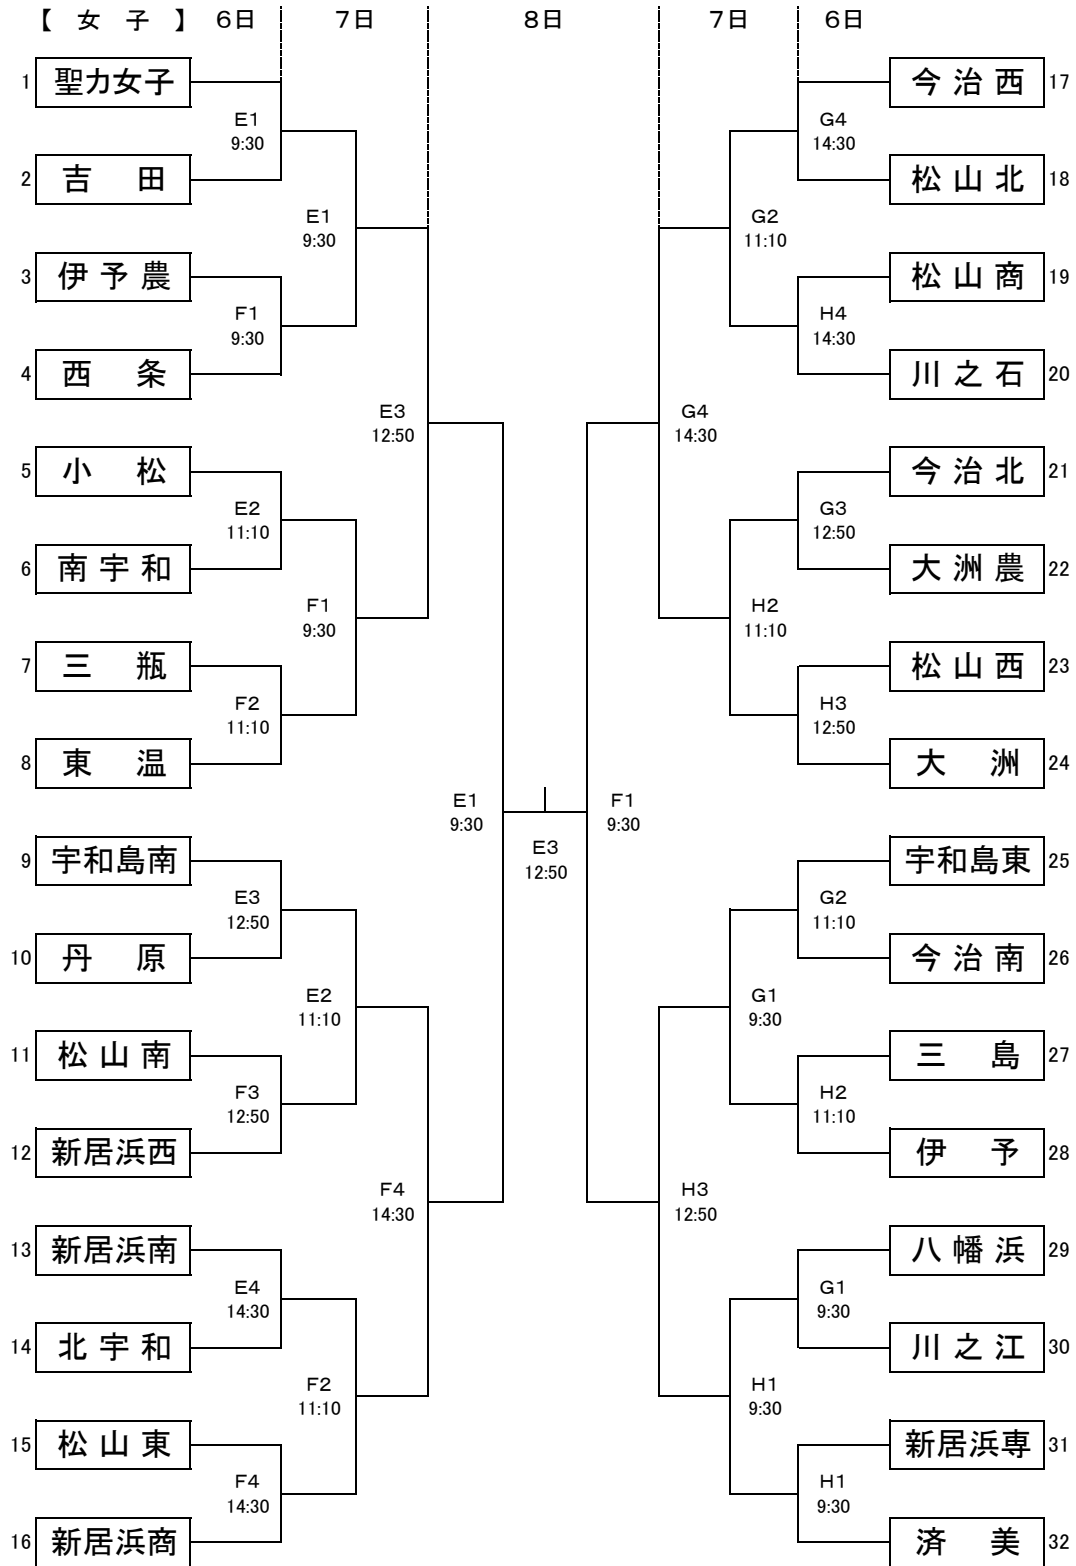 【 女 子 】 6日 7日 8日 7日 6日
1 聖カ女子 今治西 17
E1 G4
9:30 14:30
2 吉田 松山北 18
E1 G2
9:30 11:10
3 伊予農 松山商 19
F1 H4
9:30 14:30
4 西条 川之石 20
E3 G4
12:50 14:30
5 小松 今治北 21
E2 G3
11:10 12:50
6 南宇和 大洲農 22
F1 H2
9:30 11:10
7 三瓶 松山西 23
F2 H3
11:10 12:50
8 東温 大洲 24
E1 F1
9:30 9:30
E3
12:50
9 宇和島南 宇和島東 25
E3 G2
12:50 11:10
10 丹原 今治南 26
E2 G1
11:10 9:30
11 松山南 三島 27
F3 H2
12:50 11:10
12 新居浜西 伊予 28
F4 H3
14:30 12:50
13 新居浜南 八幡浜 29
E4 G1
14:30 9:30
14 北宇和 川之江 30
F2 H1
11:10 9:30
15 松山東 新居浜専 31
F4 H1
14:30 9:30
16 新居浜商 済美 32